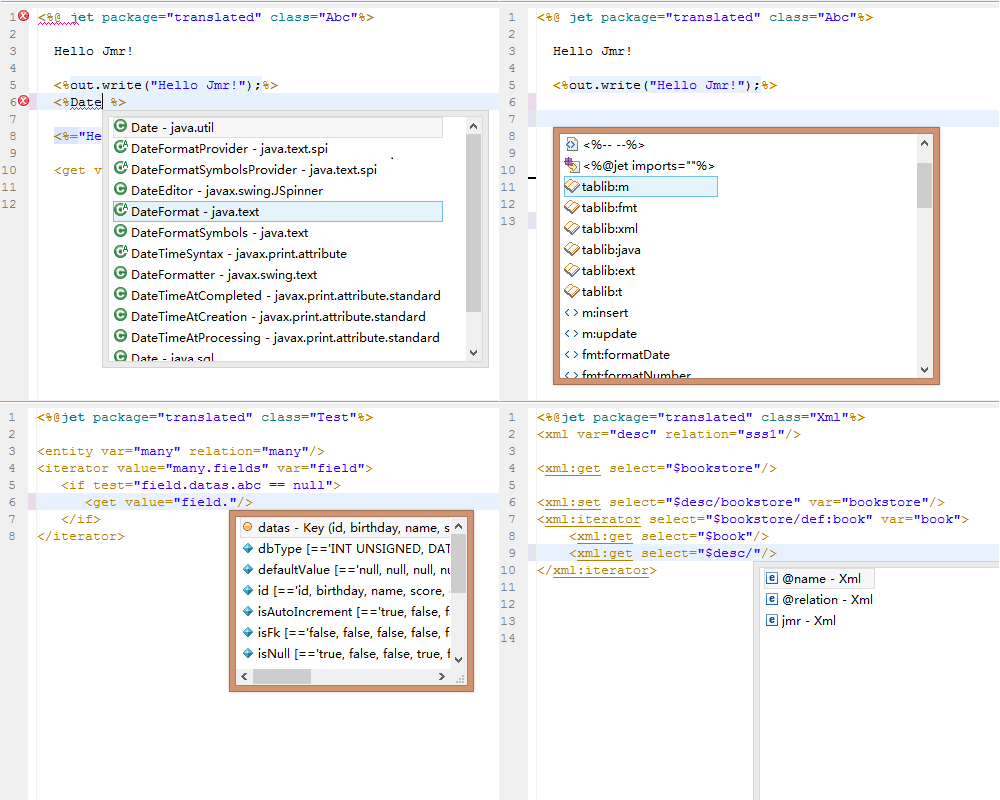 1 <%@ jet package="translated" class="Abc"%>
2
3 Hello Jmr!
4
5 <%out.write("Hello Jmr!");%>
6 <%Date %>
7
8 <%="He
9
10 <get v
11
12
Date - java.util
DateFormatProvider - java.text.spi
DateFormatSymbolsProvider - java.text.spi
DateEditor - javax.swing.JSpinner
DateFormat - java.text
DateFormatSymbols - java.text
DateTimeSyntax - javax.print.attribute
DateFormatter - javax.swing.text
DateTimeAtCompleted - javax.print.attribute.standard
DateTimeAtCreation - javax.print.attribute.standard
DateTimeAtProcessing - javax.print.attribute.standard
Date - java.sql
1 <%@ jet package="translated" class="Abc"%>
2
3 Hello Jmr!
4
5 <%out.write("Hello Jmr!");%>
6
7
8
9
10
11
12
13
<%-- --%>
<%@jet imports=""%>
tablib:m
tablib:fmt
tablib:xml
tablib:java
tablib:ext
tablib:t
m:insert
m:update
fmt:formatDate
fmt:formatNumber
1 <%@jet package="translated" class="Test"%>
2
3 <entity var="many" relation="many"/>
4 <iterator value="many.fields" var="field">
5 <if test="field.datas.abc == null">
6 <get value="field."/>
7 </if>
8 </iterator>
datas - Key (id, birthday, name, s
dbType [=='INT UNSIGNED, DAT
defaultValue [=='null, null, null, nu
id [=='id, birthday, name, score,
isAutoIncrement [=='true, false, f
isFk [=='false, false, false, false, f
isNull [=='true, false, false, true, f
1 <%@jet package="translated" class="Xml"%>
2 <xml var="desc" relation="sss1"/>
3
4 <xml:get select="$bookstore"/>
5
6 <xml:set select="$desc/bookstore" var="bookstore"/>
7 <xml:iterator select="$bookstore/def:book" var="book">
8 <xml:get select="$book"/>
9 <xml:get select="$desc/"/>
10 </xml:iterator>
11
12
13
14
@name - Xml
@relation - Xml
jmr - Xml